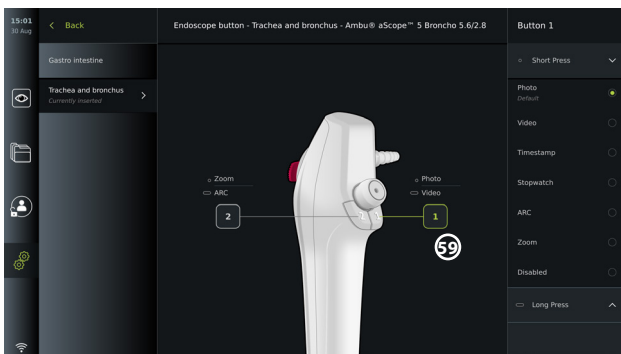 15:01
30 Aug
Back
Endoscope button - Trachea and bronchus - Ambu® aScope™ 5 Broncho 5.6/2.8
Button 1
Gastro intestine
Trachea and bronchus
Currently inserted
Zoom
ARC
2
Photo
Video
1
2
1
59
Short Press
Photo
Default
Video
Timestamp
Stopwatch
ARC
Zoom
Disabled
Long Press